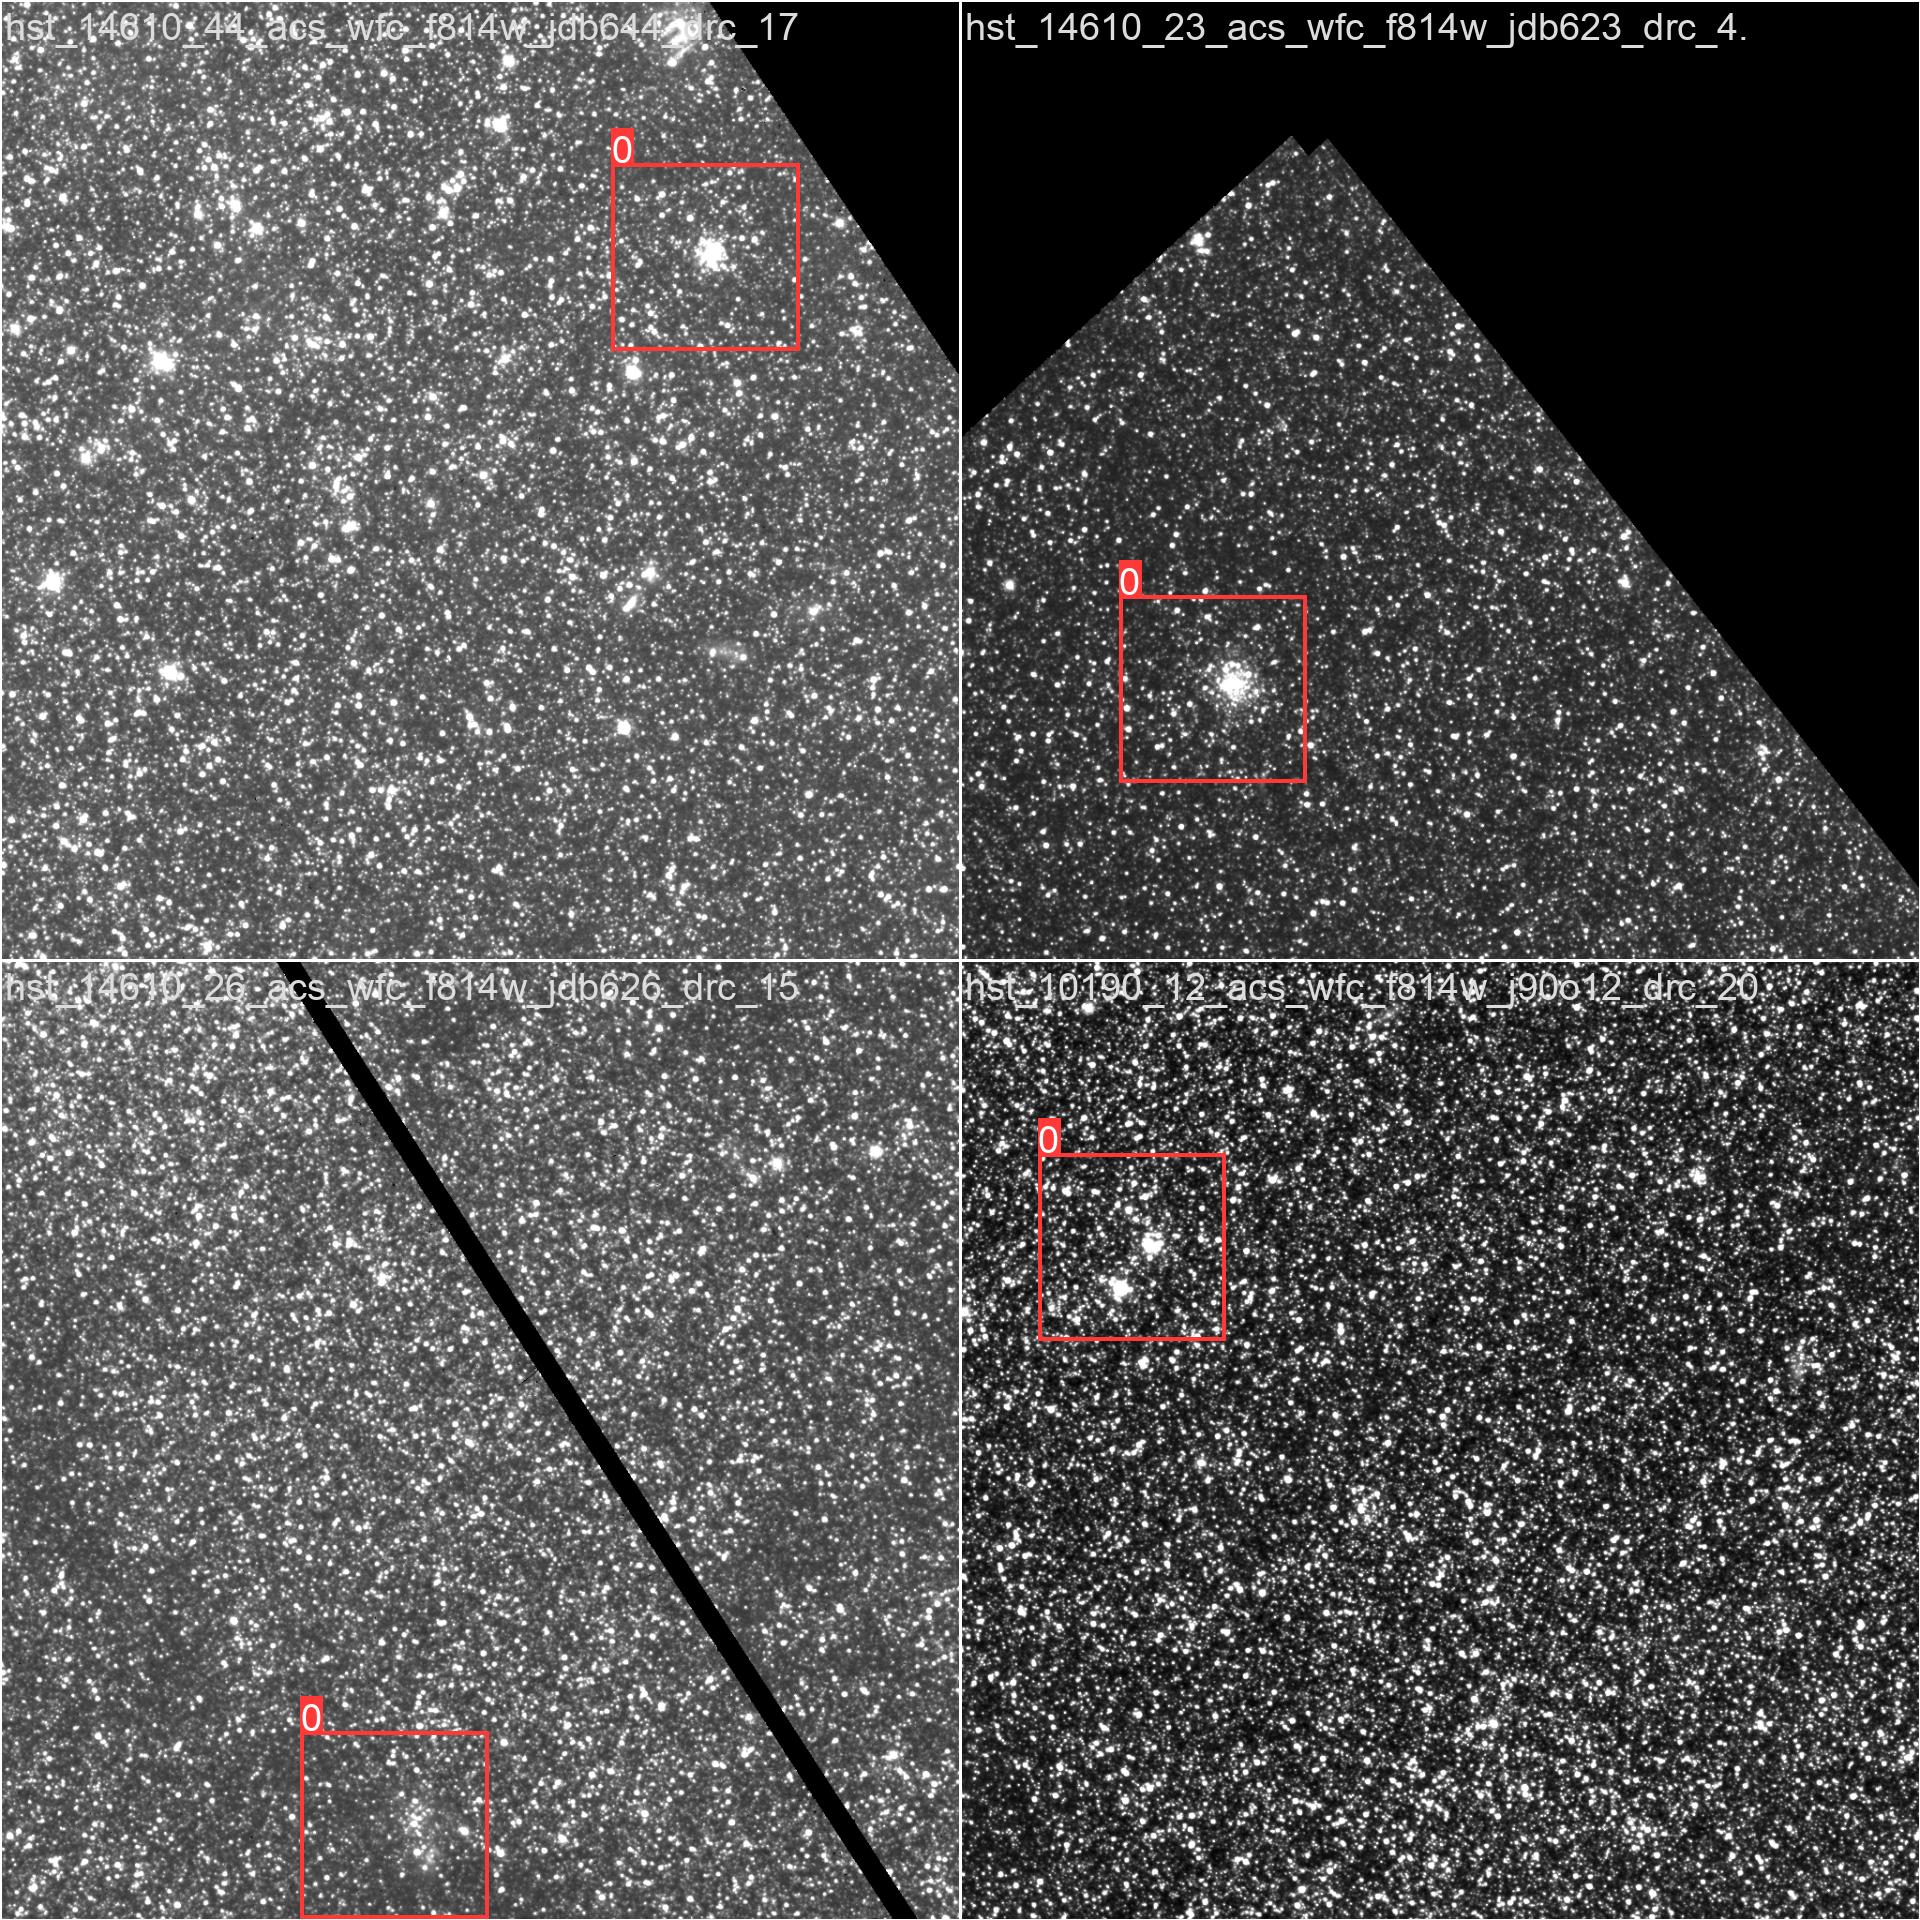 hst_14610_44_acs_wfc_f814w_jdb644_drc_17
hst_14610_23_acs_wfc_f814w_jdb623_drc_4.
0
0
hst_14610_26_acs_wfc_f814w_jdb626_drc_15
hst_10190_12_acs_wfc_f814w_j90o12_drc_20
0
0